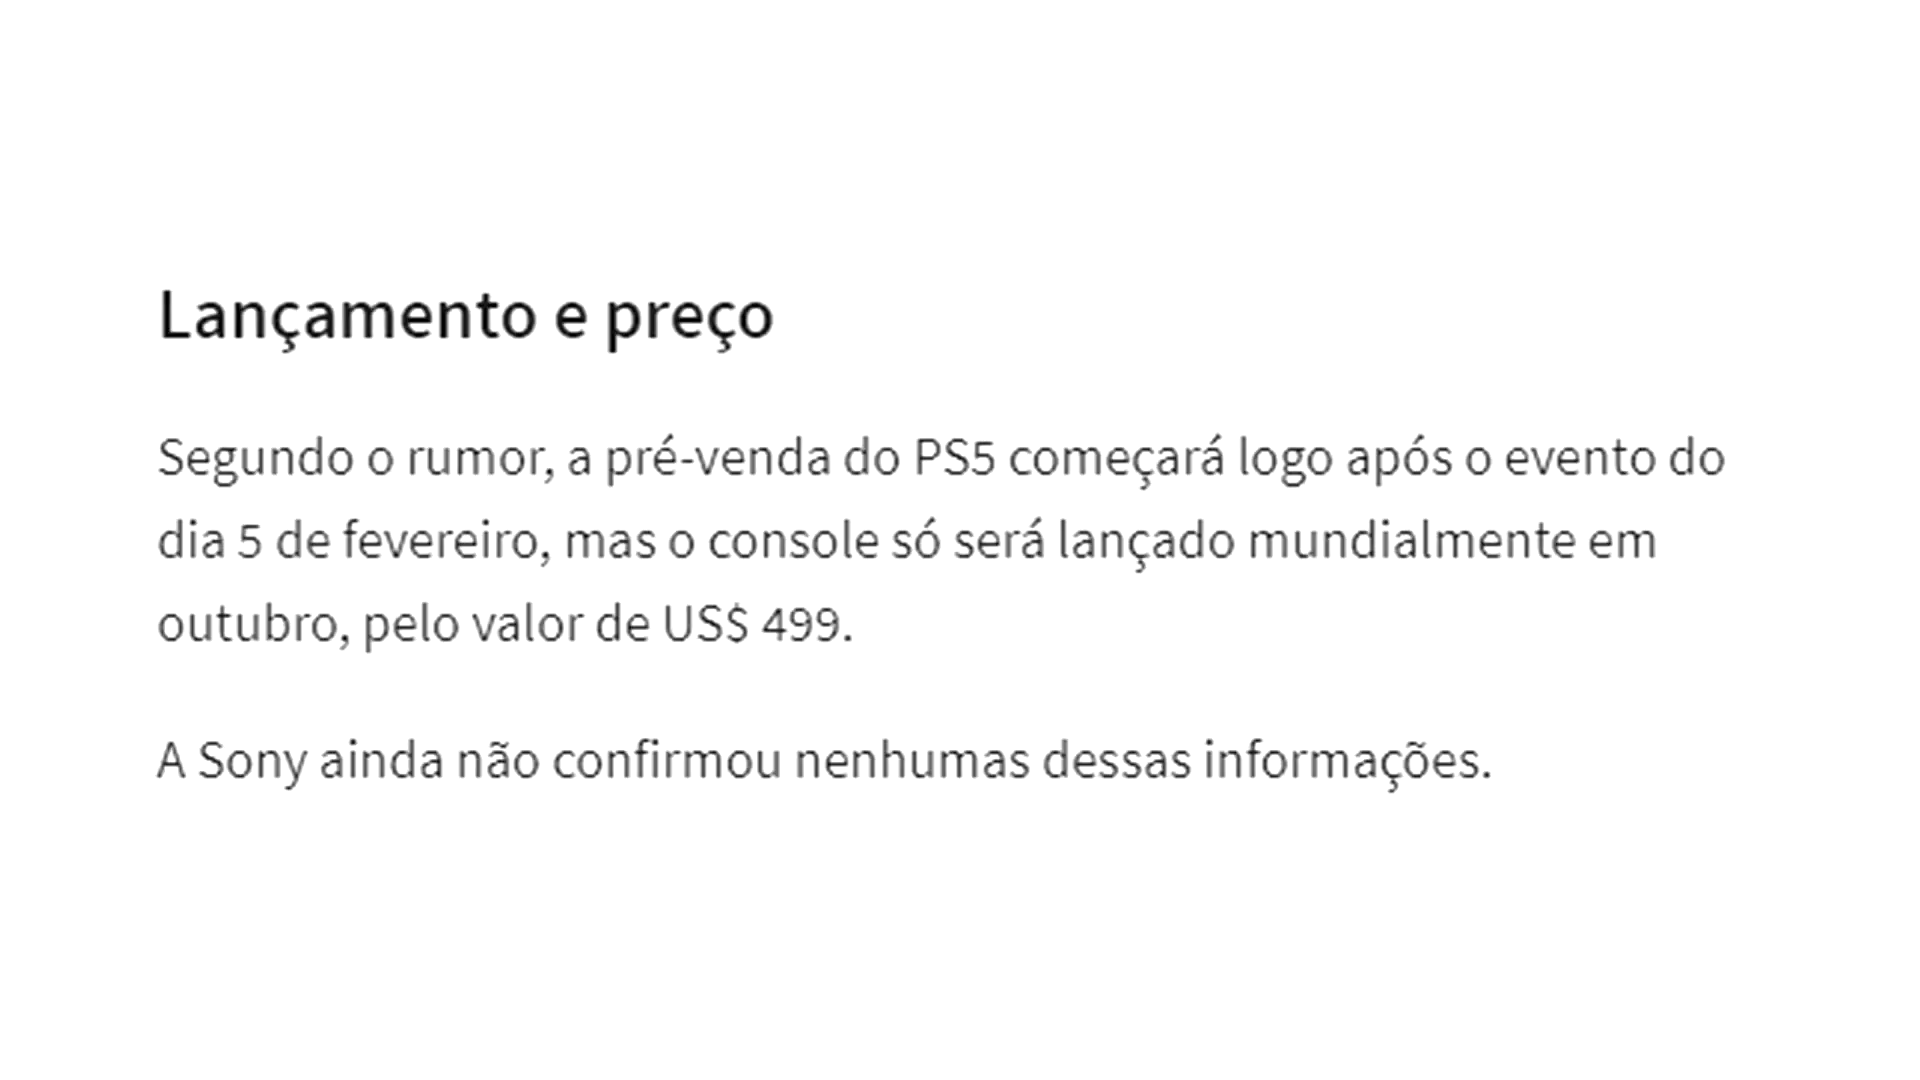 Lançamento e preço
Segundo o rumor, a pré-venda do PS5 começará logo após o evento do
dia 5 de fevereiro, mas o console só será lançado mundialmente em
outubro, pelo valor de US$ 499.
A Sony ainda não confirmou nenhumas dessas informações.